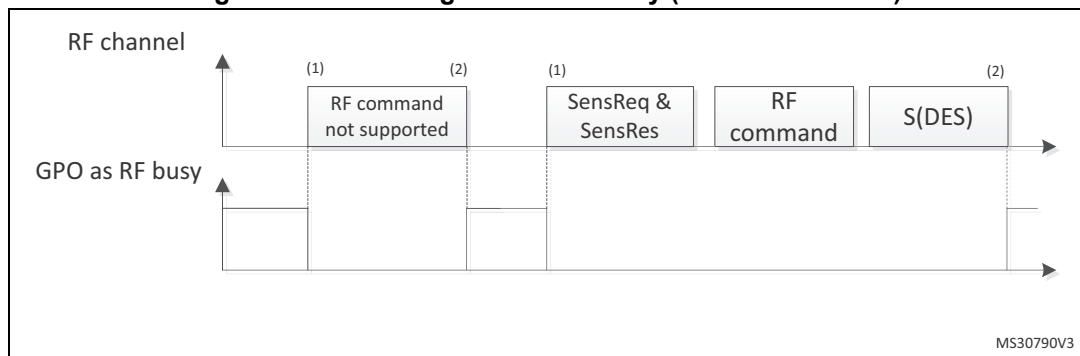 RF channel
(1)
(2)
(1)
(2)
RF command
not supported
SensReq &
SensRes
RF
command
S(DES)
GPO as RF busy
MS30790V3